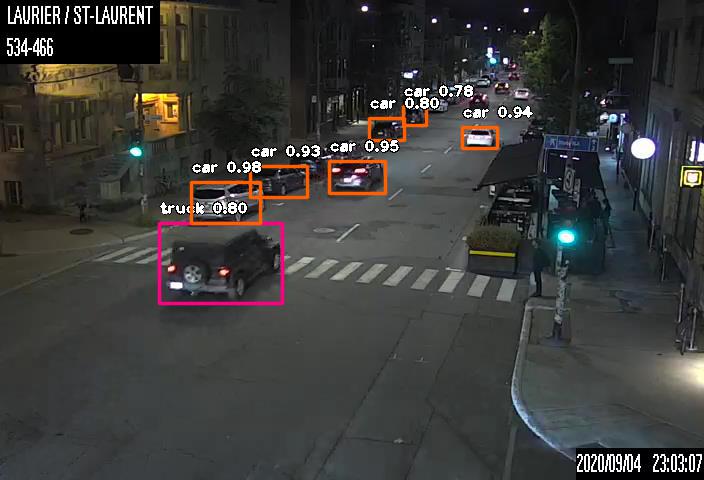 LAURIER / ST-LAURENT
534-466
car 0.78
car 0.80
car 0.94
car 0.95
car 0.93
car 0.98
truck 0.80
2020/09/04 23:03:07